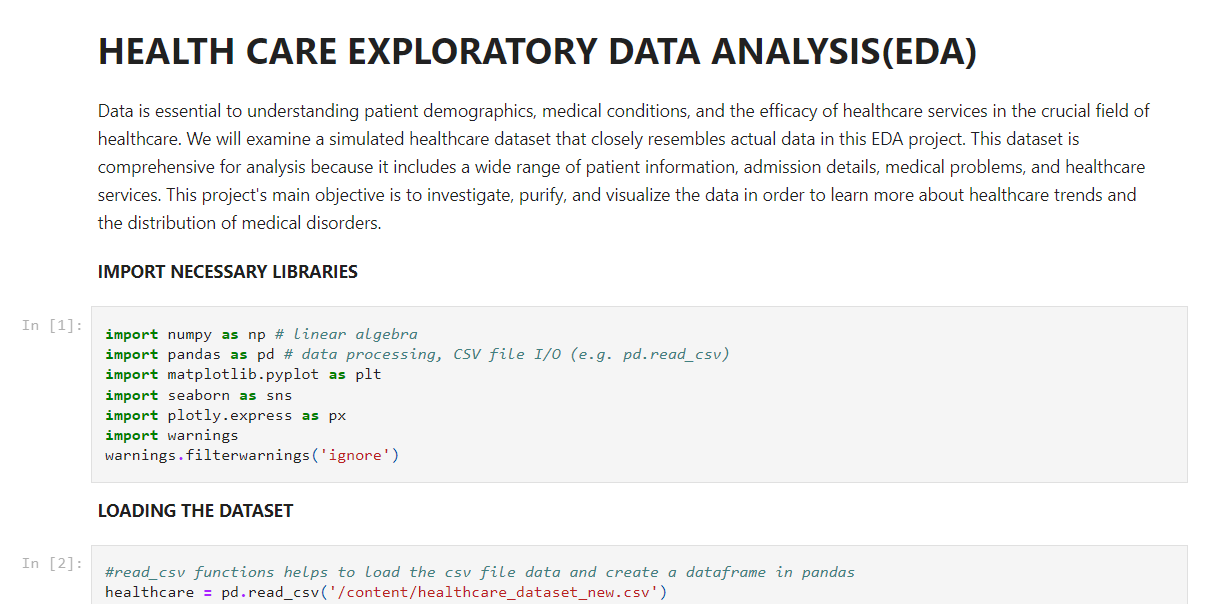 HEALTH CARE EXPLORATORY DATA ANALYSIS(EDA)
Data is essential to understanding patient demographics, medical conditions, and the efficacy of healthcare services in the crucial field of
healthcare. We will examine a simulated healthcare dataset that closely resembles actual data in this EDA project. This dataset is
comprehensive for analysis because it includes a wide range of patient information, admission details, medical problems, and healthcare
services. This project's main objective is to investigate, purify, and visualize the data in order to learn more about healthcare trends and
the distribution of medical disorders.
IMPORT NECESSARY LIBRARIES
In [1]:
import numpy as np # linear algebra
import pandas as pd # data processing, CSV file I/O (e.g. pd.read_csv)
import matplotlib.pyplot as plt
import seaborn as sns
import plotly.express as px
import warnings
warnings.filterwarnings('ignore')
LOADING THE DATASET
In [2]:
#read_csv functions helps to load the csv file data and create a dataframe in pandas
healthcare = pd.read_csv('/content/healthcare_dataset_new.csv')